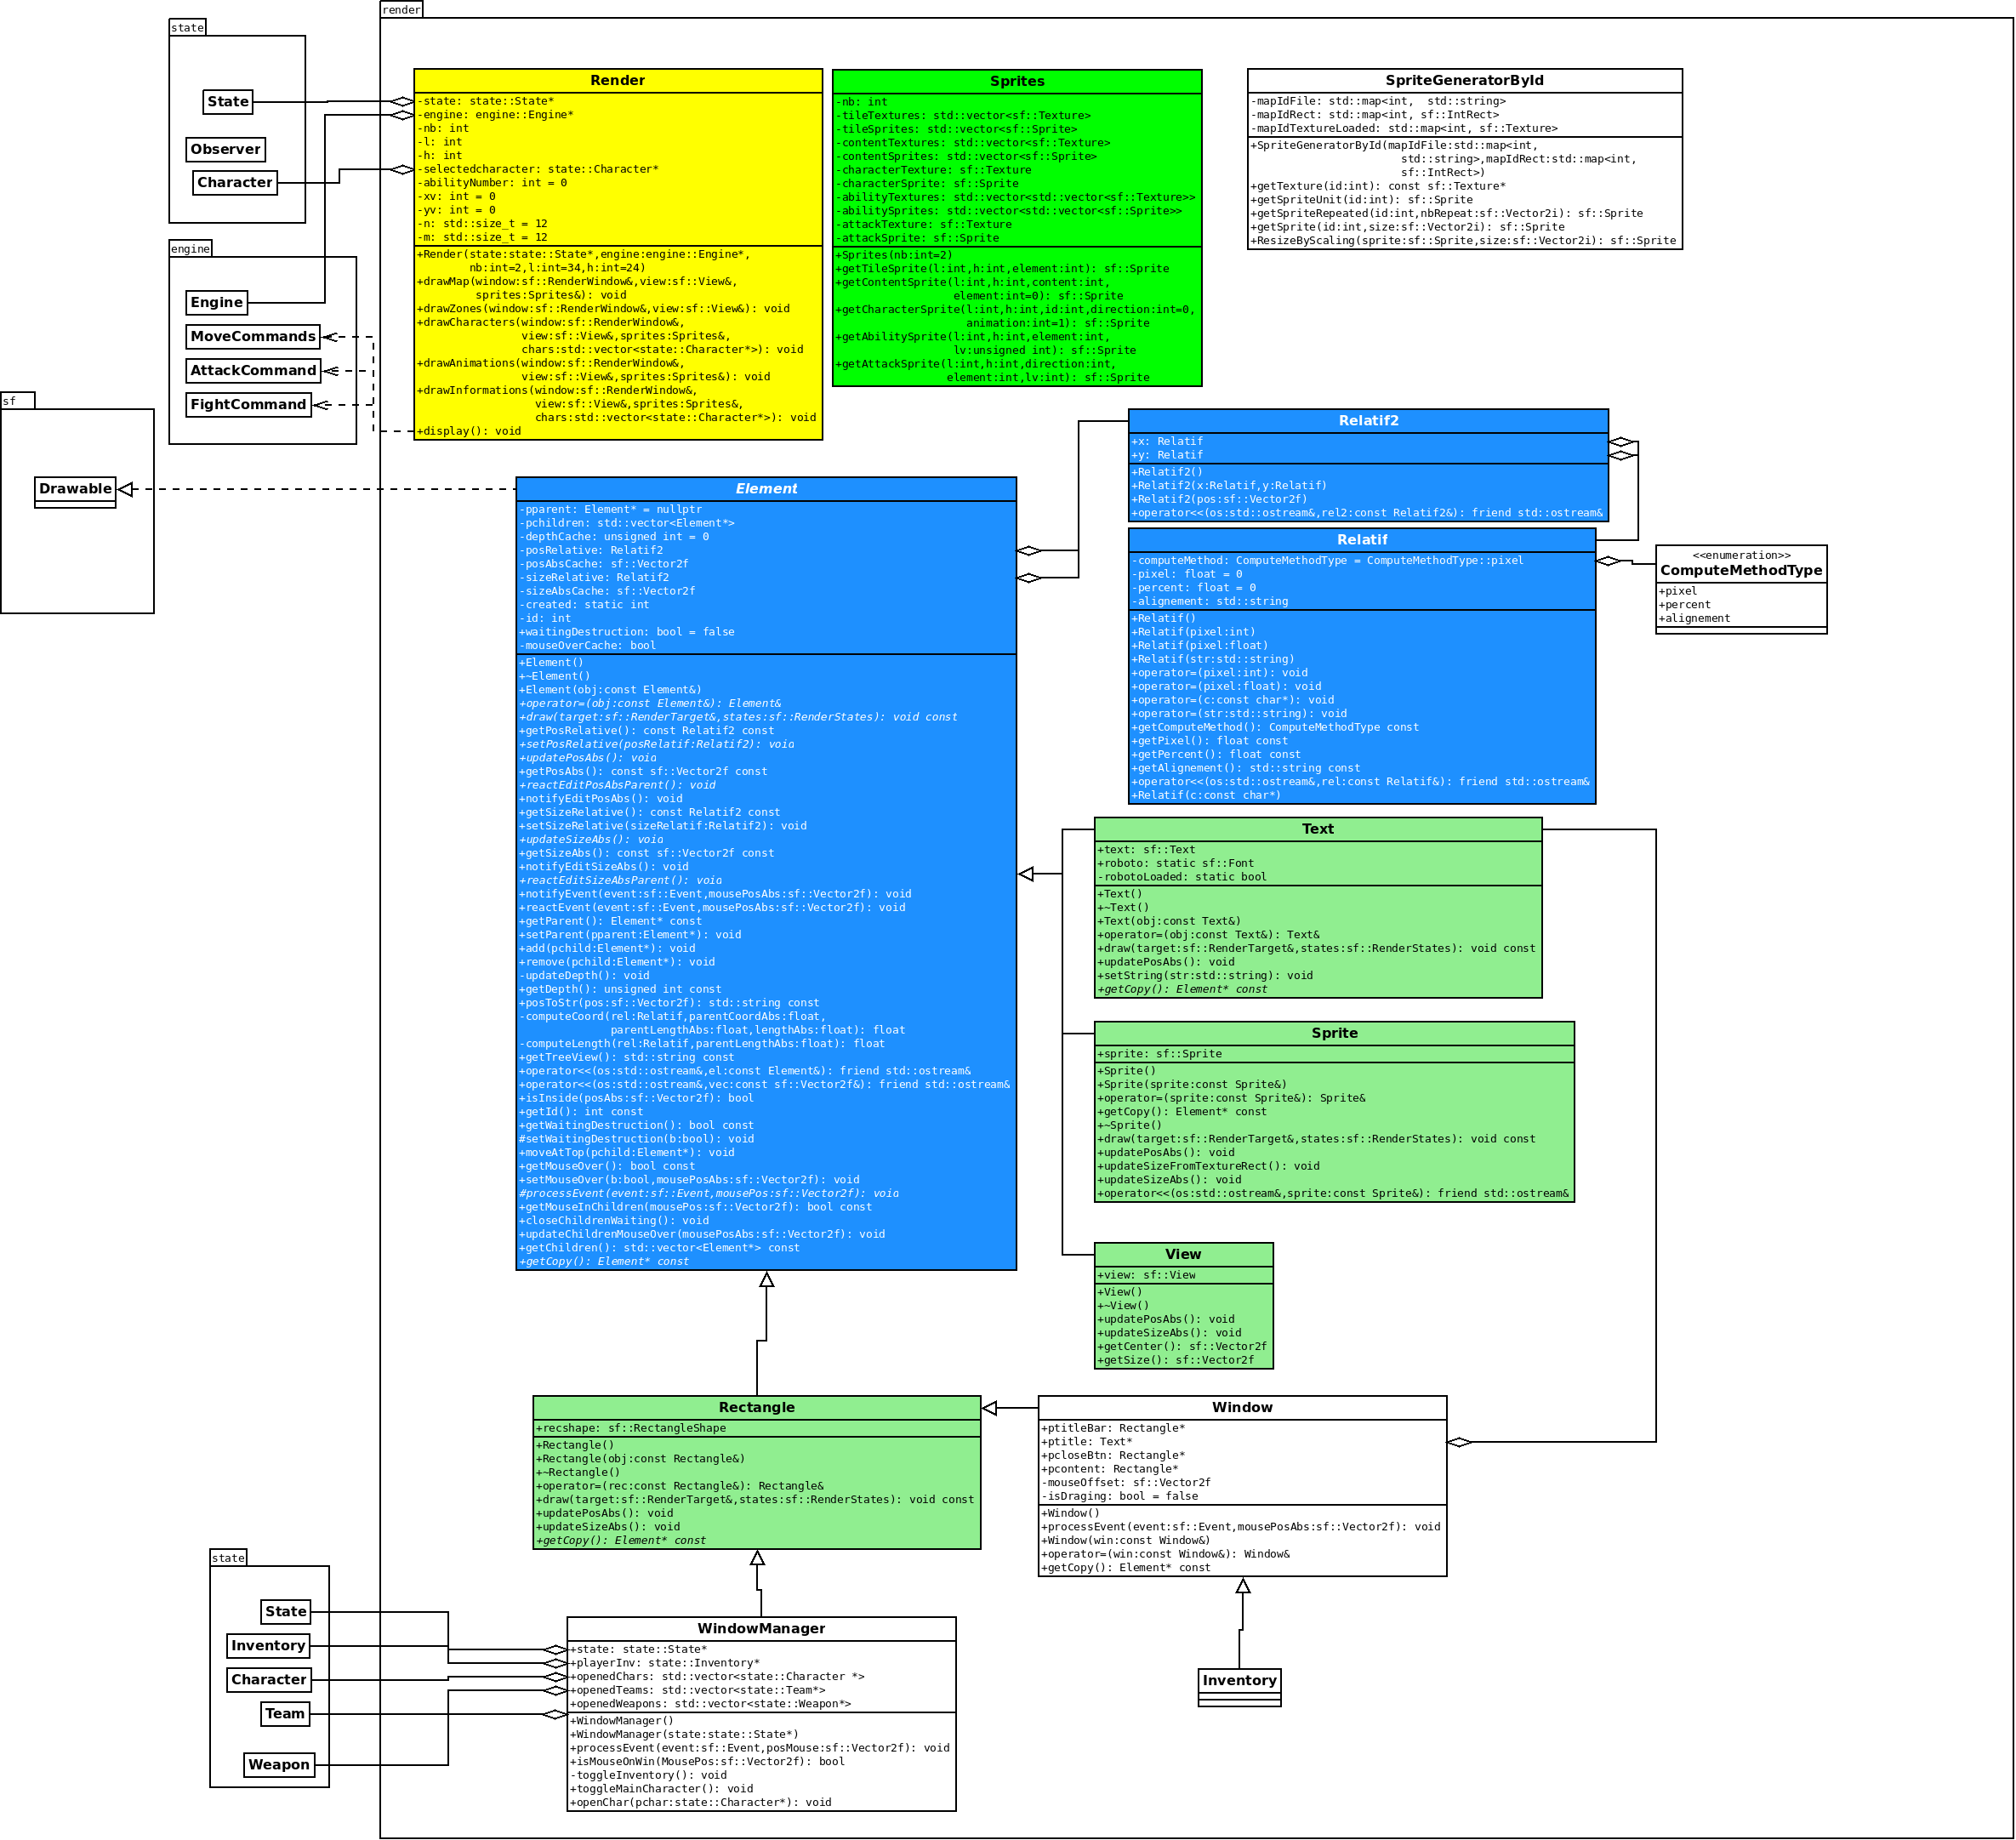 render
state
State
Observer
Character
engine
Engine
MoveCommands
AttackCommand
FightCommand
sf
Drawable
Render
-state: state::State*
-engine: engine::Engine*
-nb: int
-l: int
-h: int
-selectedcharacter: state::Character*
-abilityNumber: int = 0
-xv: int = 0
-yv: int = 0
-n: std::size_t = 12
-m: std::size_t = 12
+Render(state:state::State*,engine:engine::Engine*,
nb:int=2,l:int=34,h:int=24)
+drawMap(window:sf::RenderWindow&,view:sf::View&,
sprites:Sprites&): void
+drawZones(window:sf::RenderWindow&,view:sf::View&): void
+drawCharacters(window:sf::RenderWindow&,
view:sf::View&,sprites:Sprites&,
chars:std::vector<state::Character*>): void
+drawAnimations(window:sf::RenderWindow&,
view:sf::View&,sprites:Sprites&): void
+drawInformations(window:sf::RenderWindow&,
view:sf::View&,sprites:Sprites&,
chars:std::vector<state::Character*>): void
+display(): void
Sprites
-nb: int
-tileTextures: std::vector<sf::Texture>
-tileSprites: std::vector<sf::Sprite>
-contentTextures: std::vector<sf::Texture>
-contentSprites: std::vector<sf::Sprite>
-characterTexture: sf::Texture
-characterSprite: sf::Sprite
-abilityTextures: std::vector<std::vector<sf::Texture>>
-abilitySprites: std::vector<std::vector<sf::Sprite>>
-attackTexture: sf::Texture
-attackSprite: sf::Sprite
+Sprites(nb:int=2)
+getTileSprite(l:int,h:int,element:int): sf::Sprite
+getContentSprite(l:int,h:int,content:int,
element:int=0): sf::Sprite
+getCharacterSprite(l:int,h:int,id:int,direction:int=0,
animation:int=1): sf::Sprite
+getAbilitySprite(l:int,h:int,element:int,
lv:unsigned int): sf::Sprite
+getAttackSprite(l:int,h:int,direction:int,
element:int,lv:int): sf::Sprite
SpriteGeneratorById
-mapIdFile: std::map<int,  std::string>
-mapIdRect: std::map<int, sf::IntRect>
-mapIdTextureLoaded: std::map<int, sf::Texture>
+SpriteGeneratorById(mapIdFile:std::map<int,
std::string>,mapIdRect:std::map<int,
sf::IntRect>)
+getTexture(id:int): const sf::Texture*
+getSpriteUnit(id:int): sf::Sprite
+getSpriteRepeated(id:int,nbRepeat:sf::Vector2i): sf::Sprite
+getSprite(id:int,size:sf::Vector2i): sf::Sprite
+ResizeByScaling(sprite:sf::Sprite,size:sf::Vector2i): sf::Sprite
Element
-pparent: Element* = nullptr
-pchildren: std::vector<Element*>
-depthCache: unsigned int = 0
-posRelative: Relatif2
-posAbsCache: sf::Vector2f
-sizeRelative: Relatif2
-sizeAbsCache: sf::Vector2f
-created: static int
-id: int
+waitingDestruction: bool = false
-mouseOverCache: bool
+Element()
+~Element()
+Element(obj:const Element&)
+operator=(obj:const Element&): Element&
+draw(target:sf::RenderTarget&,states:sf::RenderStates): void const
+getPosRelative(): const Relatif2 const
+setPosRelative(posRelatif:Relatif2): void
+updatePosAbs(): void
+getPosAbs(): const sf::Vector2f const
+reactEditPosAbsParent(): void
+notifyEditPosAbs(): void
+getSizeRelative(): const Relatif2 const
+setSizeRelative(sizeRelatif:Relatif2): void
+updateSizeAbs(): void
+getSizeAbs(): const sf::Vector2f const
+notifyEditSizeAbs(): void
+reactEditSizeAbsParent(): void
+notifyEvent(event:sf::Event,mousePosAbs:sf::Vector2f): void
+reactEvent(event:sf::Event,mousePosAbs:sf::Vector2f): void
+getParent(): Element* const
+setParent(pparent:Element*): void
+add(pchild:Element*): void
+remove(pchild:Element*): void
-updateDepth(): void
+getDepth(): unsigned int const
+posToStr(pos:sf::Vector2f): std::string const
-computeCoord(rel:Relatif,parentCoordAbs:float,
parentLengthAbs:float,lengthAbs:float): float
-computeLength(rel:Relatif,parentLengthAbs:float): float
+getTreeView(): std::string const
+operator<<(os:std::ostream&,el:const Element&): friend std::ostream&
+operator<<(os:std::ostream&,vec:const sf::Vector2f&): friend std::ostream&
+isInside(posAbs:sf::Vector2f): bool
+getId(): int const
+getWaitingDestruction(): bool const
#setWaitingDestruction(b:bool): void
+moveAtTop(pchild:Element*): void
+getMouseOver(): bool const
+setMouseOver(b:bool,mousePosAbs:sf::Vector2f): void
#processEvent(event:sf::Event,mousePos:sf::Vector2f): void
+getMouseInChildren(mousePos:sf::Vector2f): bool const
+closeChildrenWaiting(): void
+updateChildrenMouseOver(mousePosAbs:sf::Vector2f): void
+getChildren(): std::vector<Element*> const
+getCopy(): Element* const
Relatif2
+x: Relatif
+y: Relatif
+Relatif2()
+Relatif2(x:Relatif,y:Relatif)
+Relatif2(pos:sf::Vector2f)
+operator<<(os:std::ostream&,rel2:const Relatif2&): friend std::ostream&
Relatif
-computeMethod: ComputeMethodType = ComputeMethodType::pixel
-pixel: float = 0
-percent: float = 0
-alignement: std::string
+Relatif()
+Relatif(pixel:int)
+Relatif(pixel:float)
+Relatif(str:std::string)
+operator=(pixel:int): void
+operator=(pixel:float): void
+operator=(c:const char*): void
+operator=(str:std::string): void
+getComputeMethod(): ComputeMethodType const
+getPixel(): float const
+getPercent(): float const
+getAlignement(): std::string const
+operator<<(os:std::ostream&,rel:const Relatif&): friend std::ostream&
+Relatif(c:const char*)
<<enumeration>>
ComputeMethodType
+pixel
+percent
+alignement
Text
+text: sf::Text
+roboto: static sf::Font
-robotoLoaded: static bool
+Text()
+~Text()
+Text(obj:const Text&)
+operator=(obj:const Text&): Text&
+draw(target:sf::RenderTarget&,states:sf::RenderStates): void const
+updatePosAbs(): void
+setString(str:std::string): void
+getCopy(): Element* const
Sprite
+sprite: sf::Sprite
+Sprite()
+Sprite(sprite:const Sprite&)
+operator=(sprite:const Sprite&): Sprite&
+getCopy(): Element* const
+~Sprite()
+draw(target:sf::RenderTarget&,states:sf::RenderStates): void const
+updatePosAbs(): void
+updateSizeFromTextureRect(): void
+updateSizeAbs(): void
+operator<<(os:std::ostream&,sprite:const Sprite&): friend std::ostream&
View
+view: sf::View
+View()
+~View()
+updatePosAbs(): void
+updateSizeAbs(): void
+getCenter(): sf::Vector2f
+getSize(): sf::Vector2f
Rectangle
+recshape: sf::RectangleShape
+Rectangle()
+Rectangle(obj:const Rectangle&)
+~Rectangle()
+operator=(rec:const Rectangle&): Rectangle&
+draw(target:sf::RenderTarget&,states:sf::RenderStates): void const
+updatePosAbs(): void
+updateSizeAbs(): void
+getCopy(): Element* const
Window
+ptitleBar: Rectangle*
+ptitle: Text*
+pcloseBtn: Rectangle*
+pcontent: Rectangle*
-mouseOffset: sf::Vector2f
-isDraging: bool = false
+Window()
+processEvent(event:sf::Event,mousePosAbs:sf::Vector2f): void
+Window(win:const Window&)
+operator=(win:const Window&): Window&
+getCopy(): Element* const
state
State
Inventory
Character
Team
Weapon
WindowManager
+state: state::State*
+playerInv: state::Inventory*
+openedChars: std::vector<state::Character *>
+openedTeams: std::vector<state::Team*>
+openedWeapons: std::vector<state::Weapon*>
+WindowManager()
+WindowManager(state:state::State*)
+processEvent(event:sf::Event,posMouse:sf::Vector2f): void
+isMouseOnWin(MousePos:sf::Vector2f): bool
-toggleInventory(): void
+toggleMainCharacter(): void
+openChar(pchar:state::Character*): void
Inventory